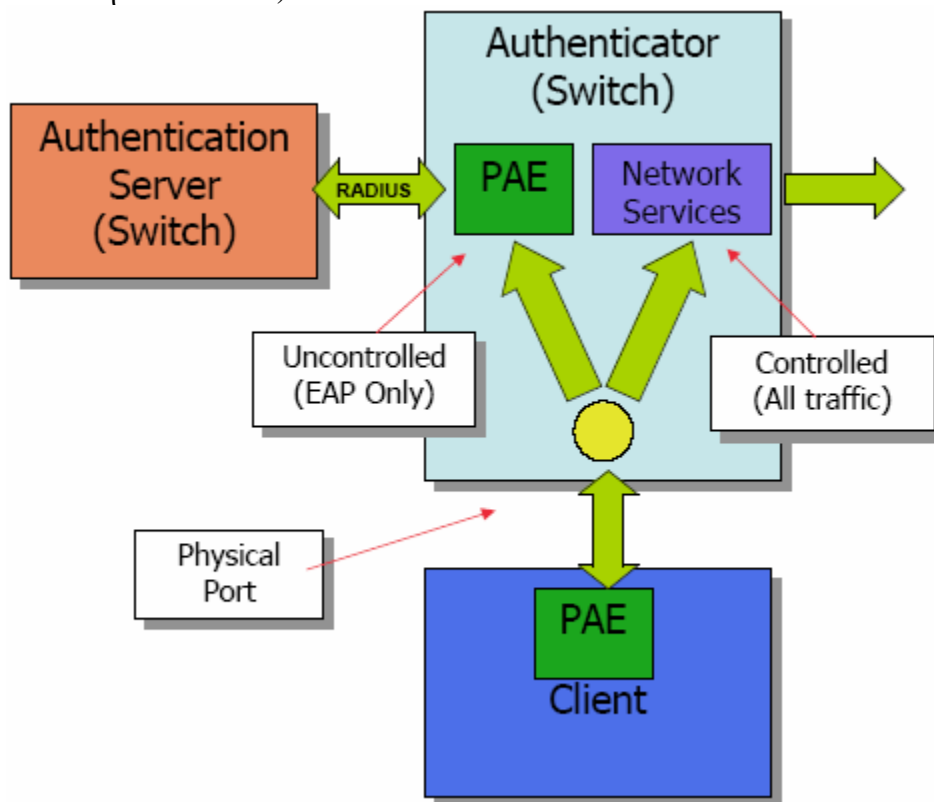 Authenticator
(Switch)
Authentication
Server
(Switch)
RADIUS
PAE
Network
Services
Uncontrolled
(EAP Only)
Controlled
(All traffic)
Physical
Port
PAE
Client